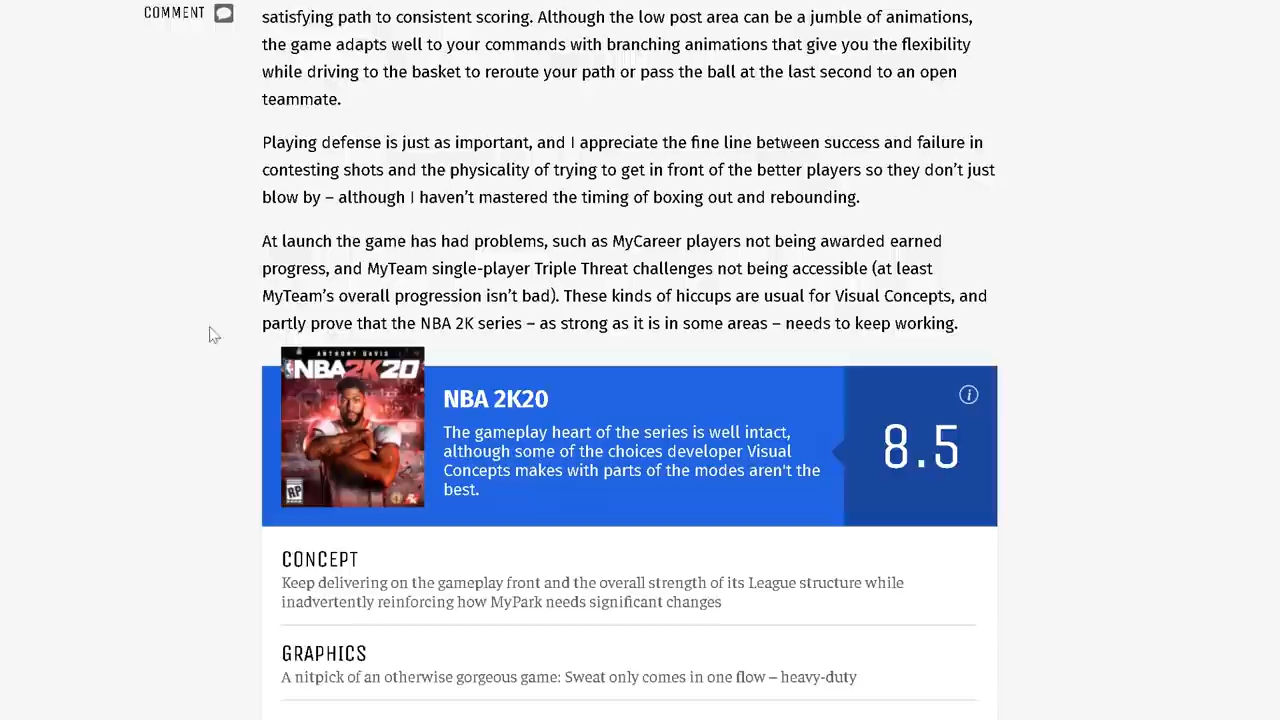 COMMENT
satisfying path to consistent scoring. Although the low post area can be a jumble of animations,
the game adapts well to your commands with branching animations that give you the flexibility
while driving to the basket to reroute your path or pass the ball at the last second to an open
teammate.
Playing defense is just as important, and I appreciate the fine line between success and failure in
contesting shots and the physicality of trying to get in front of the better players so they don’t just
blow by – although I haven’t mastered the timing of boxing out and rebounding.
At launch the game has had problems, such as MyCareer players not being awarded earned
progress, and MyTeam single-player Triple Threat challenges not being accessible (at least
MyTeam’s overall progression isn’t bad). These kinds of hiccups are usual for Visual Concepts, and
partly prove that the NBA 2K series – as strong as it is in some areas – needs to keep working.
ANTHONY DAVIS
NBA 2K20
RP
2K
NBA 2K20
The gameplay heart of the series is well intact,
although some of the choices developer Visual
Concepts makes with parts of the modes aren't the
best.
i
8.5
CONCEPT
Keep delivering on the gameplay front and the overall strength of its League structure while
inadvertently reinforcing how MyPark needs significant changes
GRAPHICS
A nitpick of an otherwise gorgeous game: Sweat only comes in one flow – heavy-duty